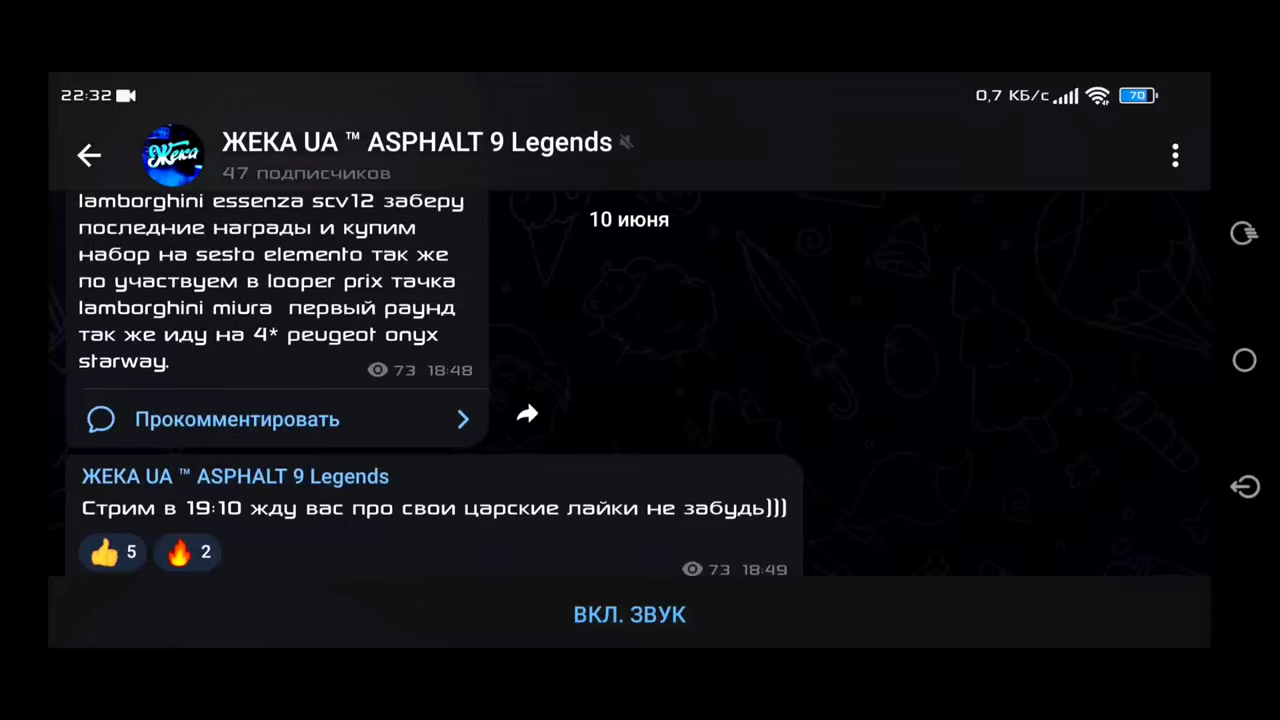 22:32
0,7 КБ/с
70
Жека
ЖЕКА UA ™ ASPHALT 9 Legends
47 подписчиков
lamborghini essenza scv12 заберу
последние награды и купим
набор на sesto elemento так же
по участвуем в looper prix тачка
lamborghini miura первый раунд
так же иду на 4* peugeot onyx
starway.
73 18:48
10 июня
Прокомментировать
ЖЕКА UA ™ ASPHALT 9 Legends
Стрим в 19:10 жду вас про свои царские лайки не забудь)))
👍 5 🔥 2
73 18:49
ВКЛ. ЗВУК